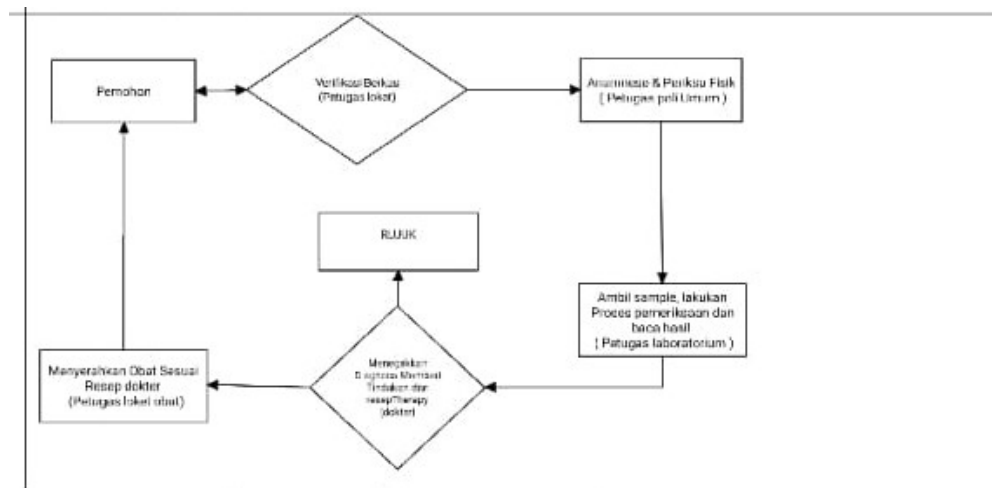 Pemohon
Verifikasi Berkas
(Petugas loket)
Anamnese & Periksa Fisik
( Petugas poli Umum )
RUJUK
Ambil sample, lakukan
Proses pemeriksaan dan
baca hasil
( Petugas laboratorium )
Menegakkan
Diagnosa Membuat
Tindakan dan
resep/Therapy
(dokter)
Menyerahkan Obat Sesuai
Resep dokter
(Petugas loket obat)